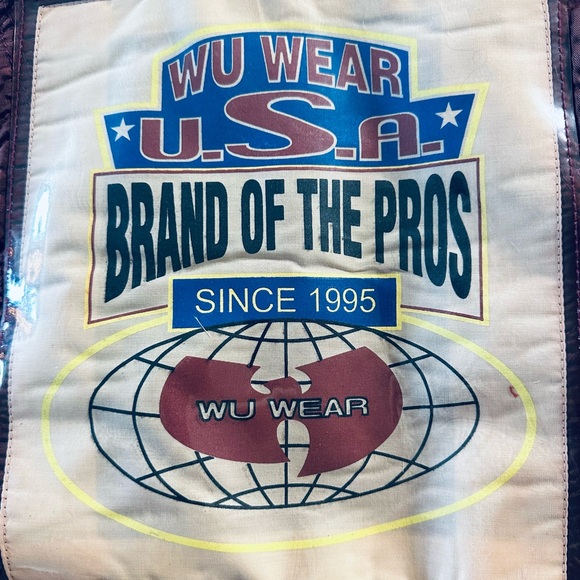 WU WEAR
U.S.A.
BRAND OF THE PROS
SINCE 1995
WU WEAR